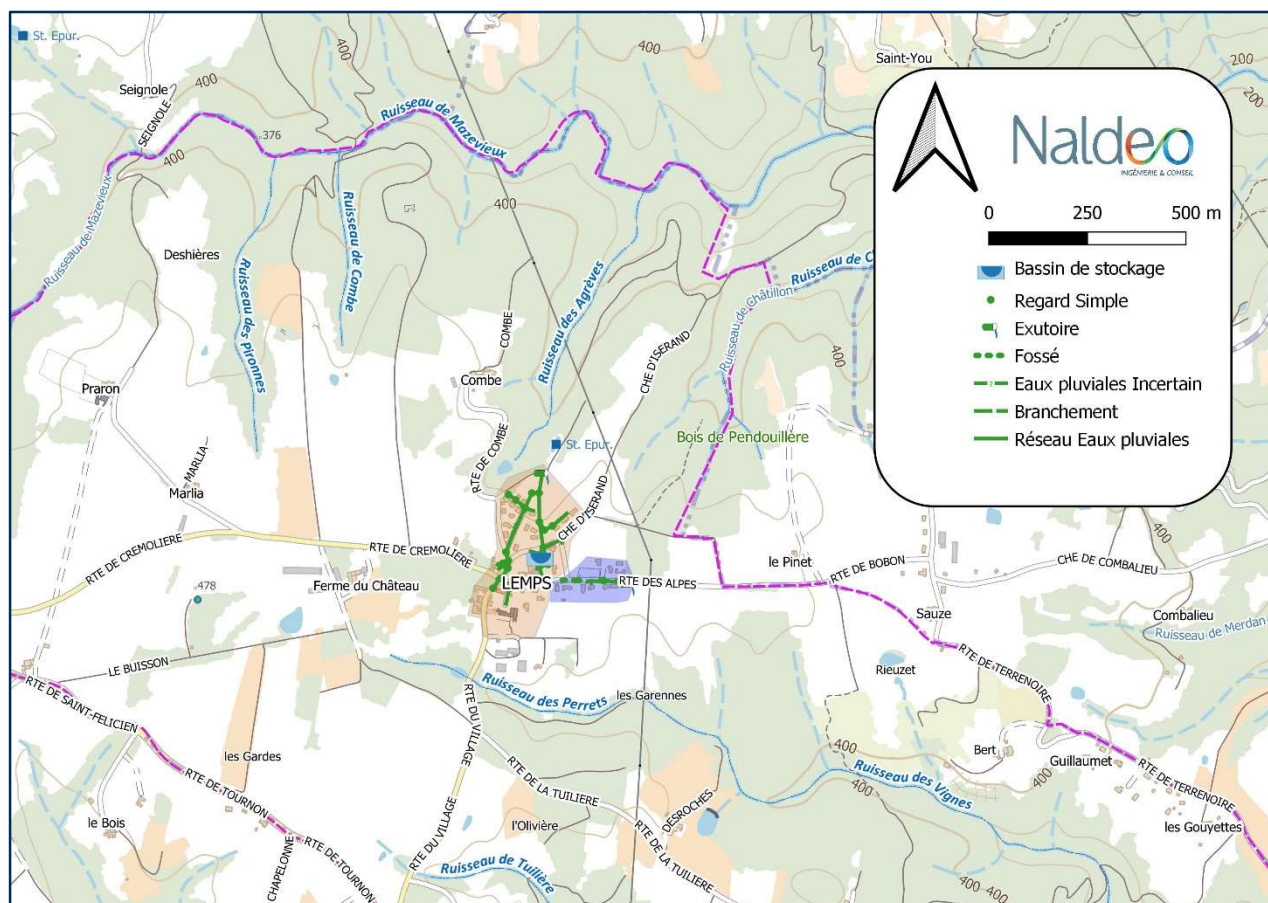 St. Epur.
Seignole
SEIGNOLE
400
376
400
400
Ruisseau de Mazevieux
400
400
Saint-You
200
200
Ruisseau de Mazevieux
Deshières
Ruisseau des Pironnes
Ruisseau de Combe
400
400
Ruisseau des Agrèves
Ruisseau de Châtillon
Ruisseau de C
400
Naldeo
INGÉNIERIE & CONSEIL
0 250 500 m
Bassin de stockage
Regard Simple
Exutoire
Fossé
Eaux pluviales Incertain
Branchement
Réseau Eaux pluviales
Praron
MARLIA
Marlia
COMBE
Combe
RTE DE COMBE
CHE D'ISERAND
St. Epur.
Bois de Pendouillère
CHE D'ISERAND
RTE DE CREMOLIERE
RTE DE CREMOLIERE
Ferme du Château
LEMPS
RTE DES ALPES
le Pinet
RTE DE BOBON
CHE DE COMBALIEU
400
.478
Sauze
Combalieu
Ruisseau de Merdan
LE BUISSON
RTE DE SAINT-FELICIEN
RTE DU VILLAGE
Ruisseau des Perrets
les Garennes
Rieuzet
RTE DE TERRENOIRE
Bert
Guillaumet
400
400
RTE DE TERRENOIRE
les Gouyettes
les Gardes
RTE DE TOURNON
RTE DE LA TUILIERE
Ruisseau des Vignes
le Bois
CHAPELONNE
RTE DE TOURNON
RTE DU VILLAGE
l'Olivière
DESROCHES
RTE DE LA TUILIERE
Ruisseau de Tuilière
400
400
400